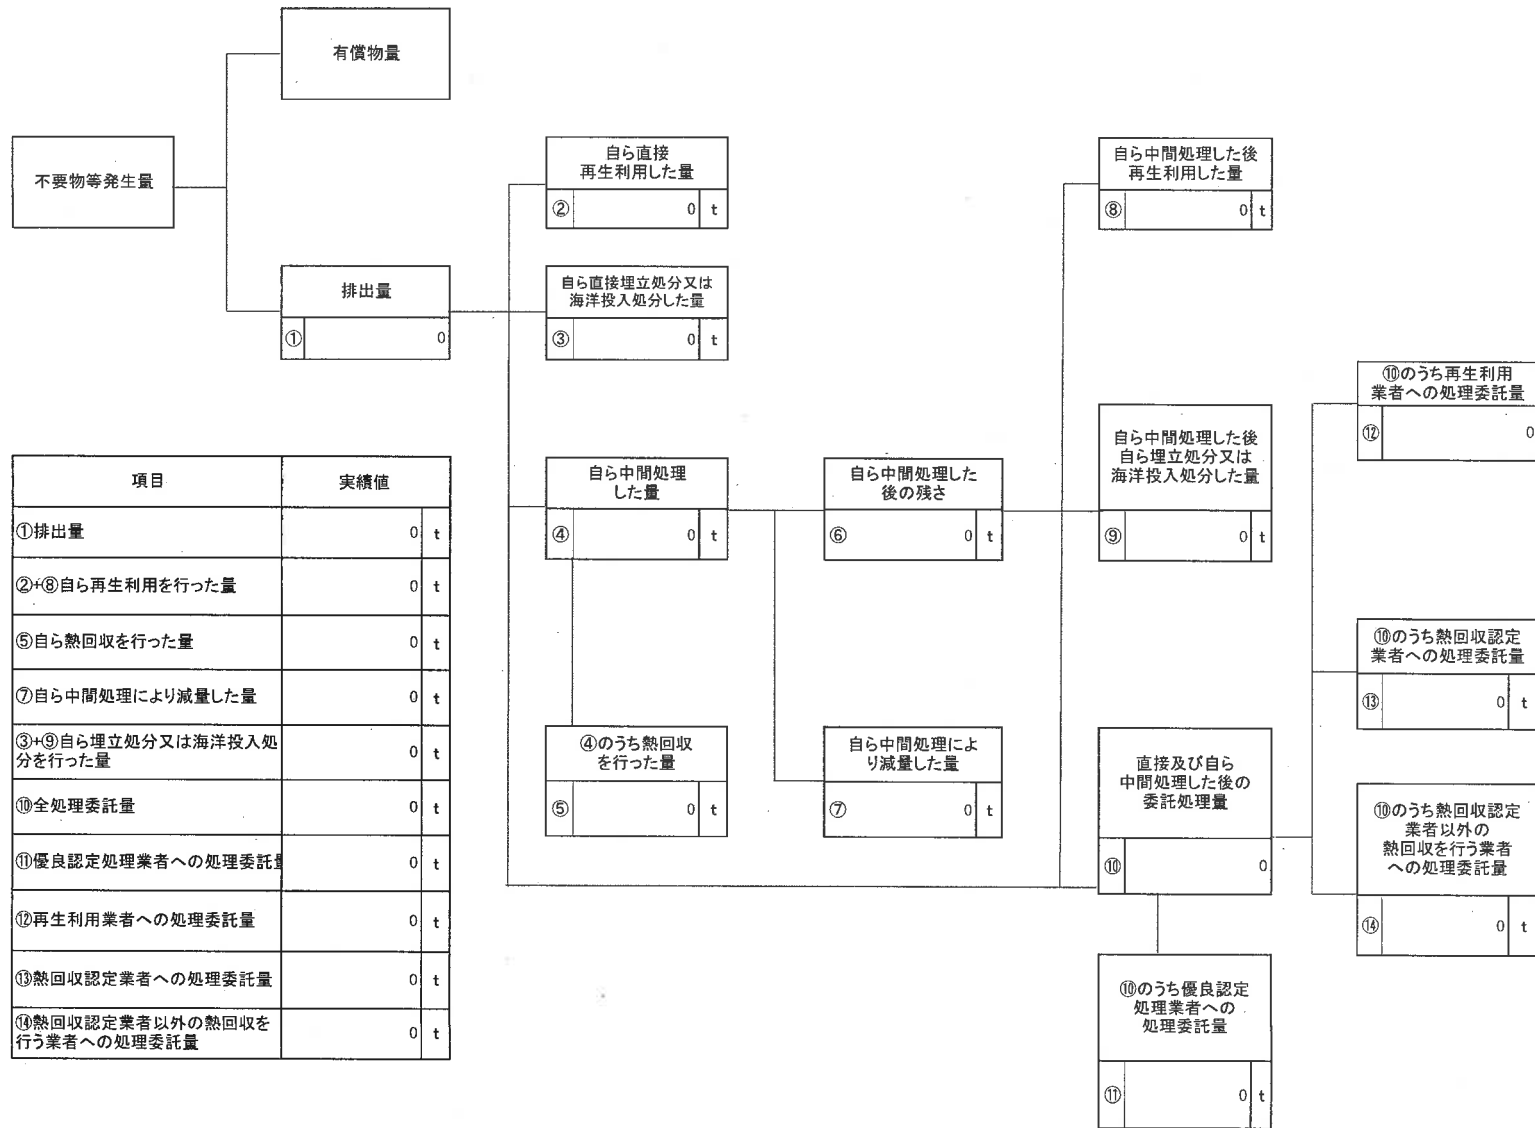 有償物量
不要物等発生量
排出量
① 0
自ら直接
再生利用した量
② 0 t
自ら直接埋立処分又は
海洋投入処分した量
③ 0 t
自ら中間処理
した量
④ 0 t
④のうち熱回収
を行った量
⑤ 0 t
自ら中間処理した
後の残さ
⑥ 0 t
自ら中間処理によ
り減量した量
⑦ 0 t
自ら中間処理した後
再生利用した量
⑧ 0 t
自ら中間処理した後
自ら埋立処分又は
海洋投入処分した量
⑨ 0 t
直接及び自ら
中間処理した後の
委託処理量
⑩ 0
⑩のうち優良認定
処理業者への
処理委託量
⑪ 0 t
⑩のうち再生利用
業者への処理委託量
⑫ 0
⑩のうち熱回収認定
業者への処理委託量
⑬ 0 t
⑩のうち熱回収認定
業者以外の
熱回収を行う業者
への処理委託量
⑭ 0 t
項目 実績値
①排出量 0 t
②+⑧自ら再生利用を行った量 0 t
⑤自ら熱回収を行った量 0 t
⑦自ら中間処理により減量した量 0 t
③+⑨自ら埋立処分又は海洋投入処
分を行った量 0 t
⑩全処理委託量 0 t
⑪優良認定処理業者への処理委託量 0 t
⑫再生利用業者への処理委託量 0 t
⑬熱回収認定業者への処理委託量 0 t
⑭熱回収認定業者以外の熱回収を
行う業者への処理委託量 0 t